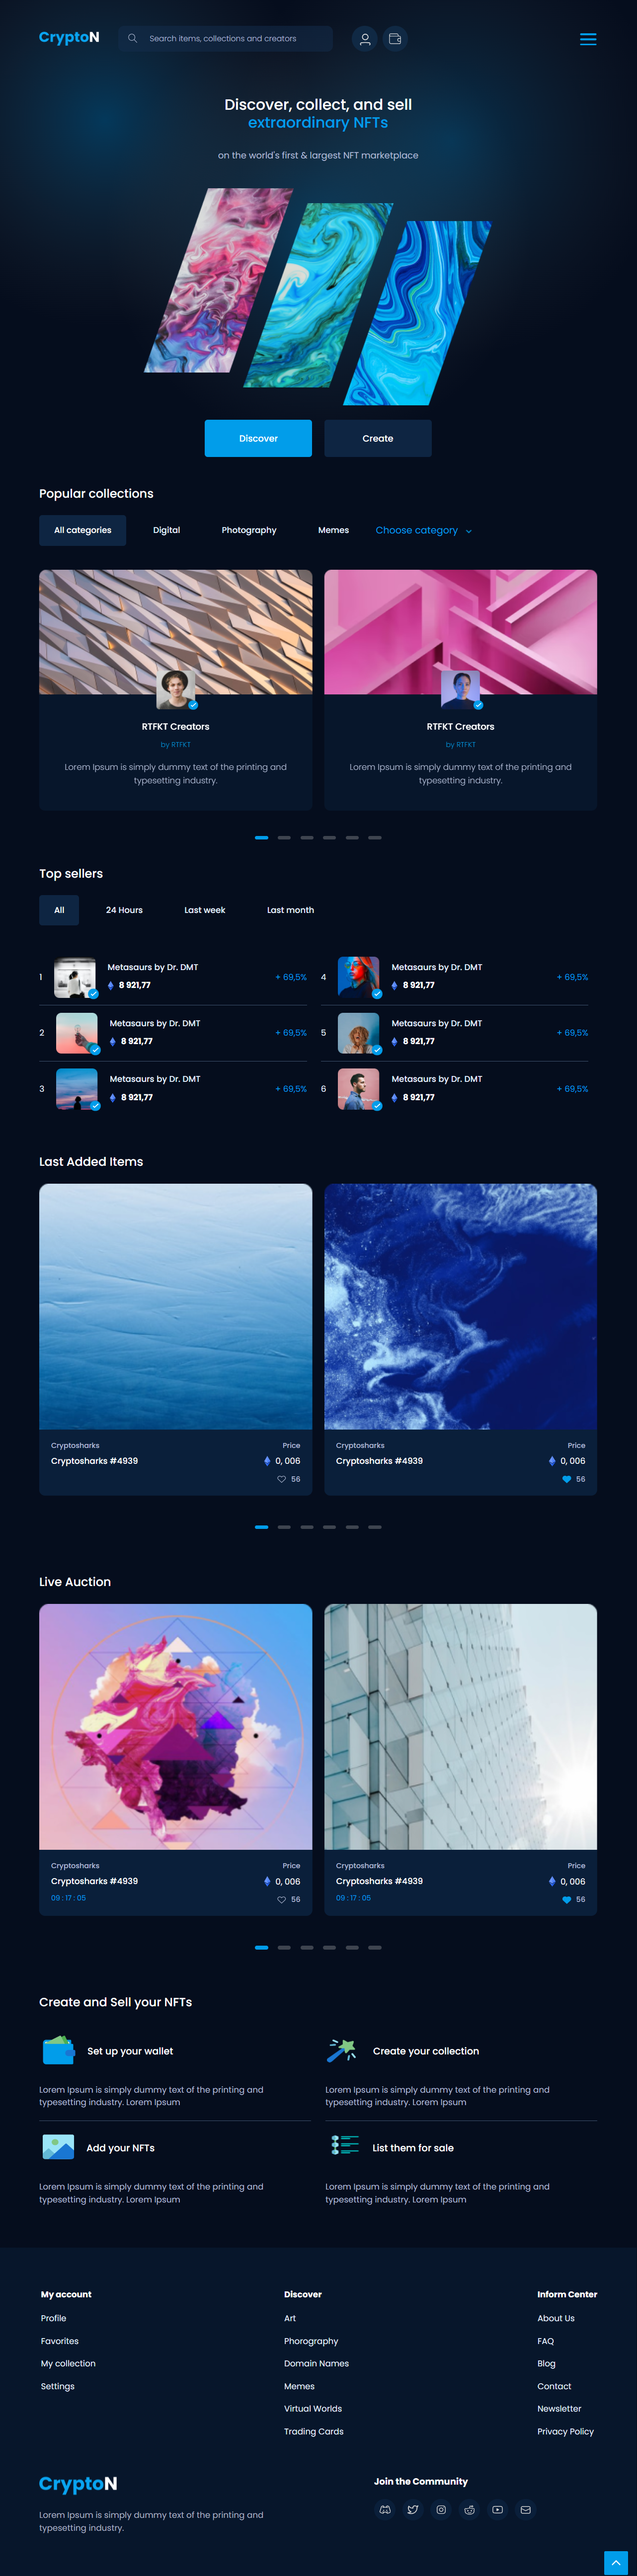 CryptoN
Search items, collections and creators
Discover, collect, and sell
extraordinary NFTs
on the world's first & largest NFT marketplace
Discover
Create
Popular collections
All categories
Digital
Photography
Memes
Choose category
RTFKT Creators
by RTFKT
Lorem Ipsum is simply dummy text of the printing and
typesetting industry.
RTFKT Creators
by RTFKT
Lorem Ipsum is simply dummy text of the printing and
typesetting industry.
Top sellers
All
24 Hours
Last week
Last month
1
Metasaurs by Dr. DMT
8 921,77
+ 69,5%
4
Metasaurs by Dr. DMT
8 921,77
+ 69,5%
2
Metasaurs by Dr. DMT
8 921,77
+ 69,5%
5
Metasaurs by Dr. DMT
8 921,77
+ 69,5%
3
Metasaurs by Dr. DMT
8 921,77
+ 69,5%
6
Metasaurs by Dr. DMT
8 921,77
+ 69,5%
Last Added Items
Cryptosharks
Price
Cryptosharks #4939
0, 006
56
Cryptosharks
Price
Cryptosharks #4939
0, 006
56
Live Auction
Cryptosharks
Price
Cryptosharks #4939
0, 006
09 : 17 : 05
56
Cryptosharks
Price
Cryptosharks #4939
0, 006
09 : 17 : 05
56
Create and Sell your NFTs
Set up your wallet
Lorem Ipsum is simply dummy text of the printing and
typesetting industry. Lorem Ipsum
Create your collection
Lorem Ipsum is simply dummy text of the printing and
typesetting industry. Lorem Ipsum
Add your NFTs
Lorem Ipsum is simply dummy text of the printing and
typesetting industry. Lorem Ipsum
List them for sale
Lorem Ipsum is simply dummy text of the printing and
typesetting industry. Lorem Ipsum
My account
Profile
Favorites
My collection
Settings
Discover
Art
Phorography
Domain Names
Memes
Virtual Worlds
Trading Cards
Inform Center
About Us
FAQ
Blog
Contact
Newsletter
Privacy Policy
CryptoN
Lorem Ipsum is simply dummy text of the printing and
typesetting industry.
Join the Community